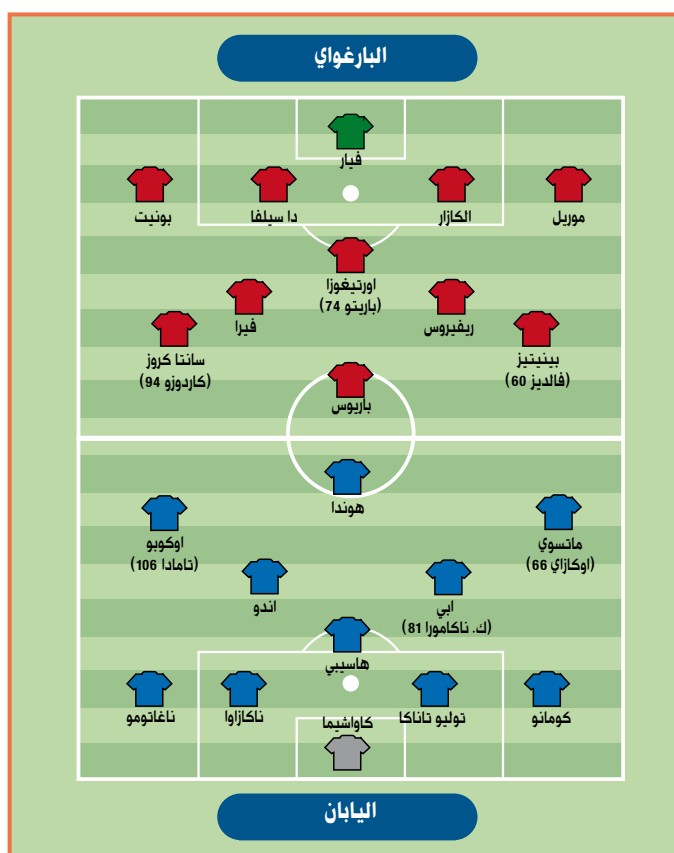 البارغواي
فيار
موريل
الكازار
دا سيلفا
بونيت
اورتيغوزا
(باريتو 74)
ريفيروس
فيرا
بينيتيز
(فالديز 60)
سانتا كروز
(كاردوزو 94)
باريوس
هوندا
ماتسوي
(اوكازاي 66)
اوكوبو
(تامادا 106)
ابي
(ك. ناكامورا 81)
اندو
هاسيبي
كومانو
توليو تاناكا
ناكازاوا
ناغاتومو
كاواشيما
اليابان